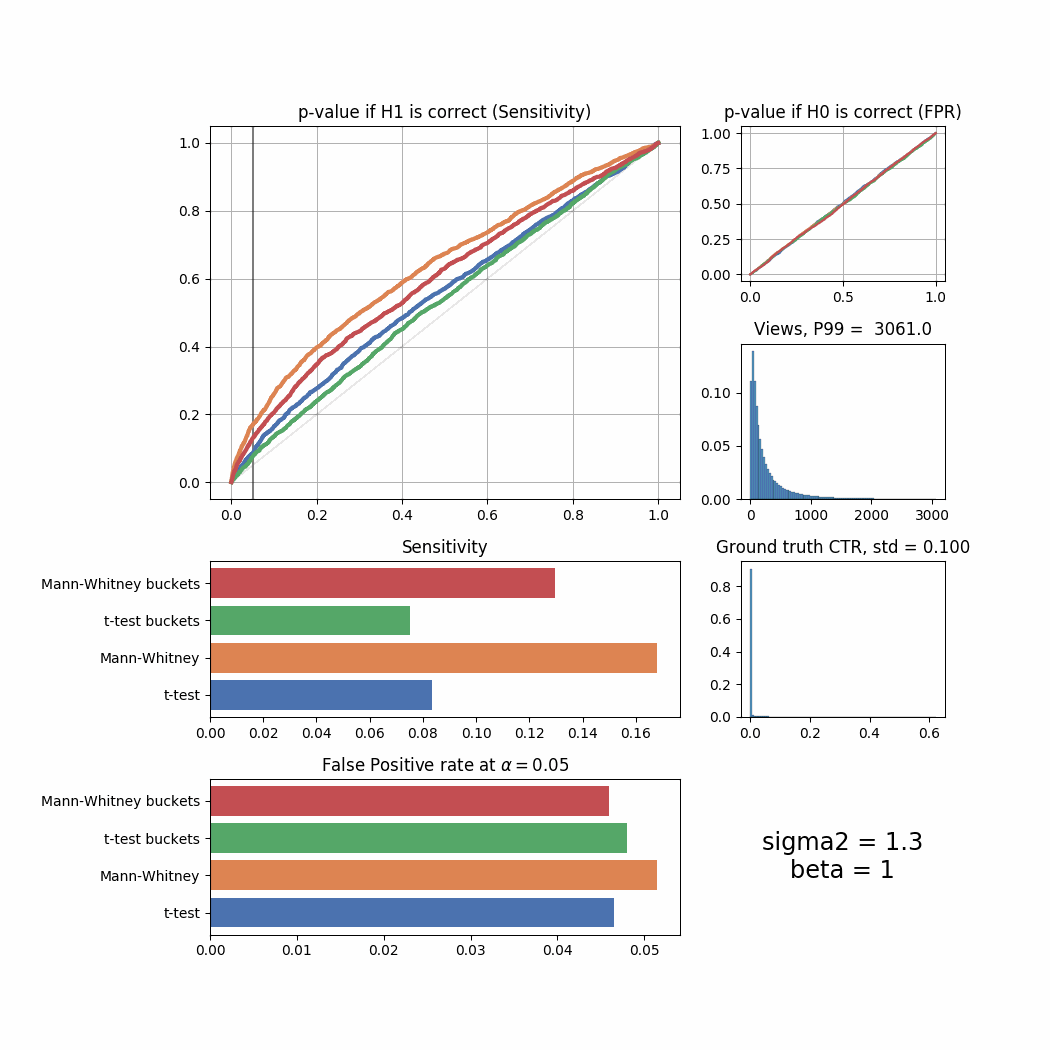 p-value if H1 is correct (Sensitivity)
1.0
0.8
0.6
0.4
0.2
0.0
0.0 0.2 0.4 0.6 0.8 1.0
p-value if H0 is correct (FPR)
1.00
0.75
0.50
0.25
0.00
0.0 0.5 1.0
Views, P99 = 3061.0
0.10
0.05
0.00
0 1000 2000 3000
Sensitivity
Mann-Whitney buckets
t-test buckets
Mann-Whitney
t-test
0.00 0.02 0.04 0.06 0.08 0.10 0.12 0.14 0.16
Ground truth CTR, std = 0.100
0.8
0.6
0.4
0.2
0.0
0.0 0.2 0.4 0.6
False Positive rate at α = 0.05
Mann-Whitney buckets
t-test buckets
Mann-Whitney
t-test
0.00 0.01 0.02 0.03 0.04 0.05
sigma2 = 1.3
beta = 1